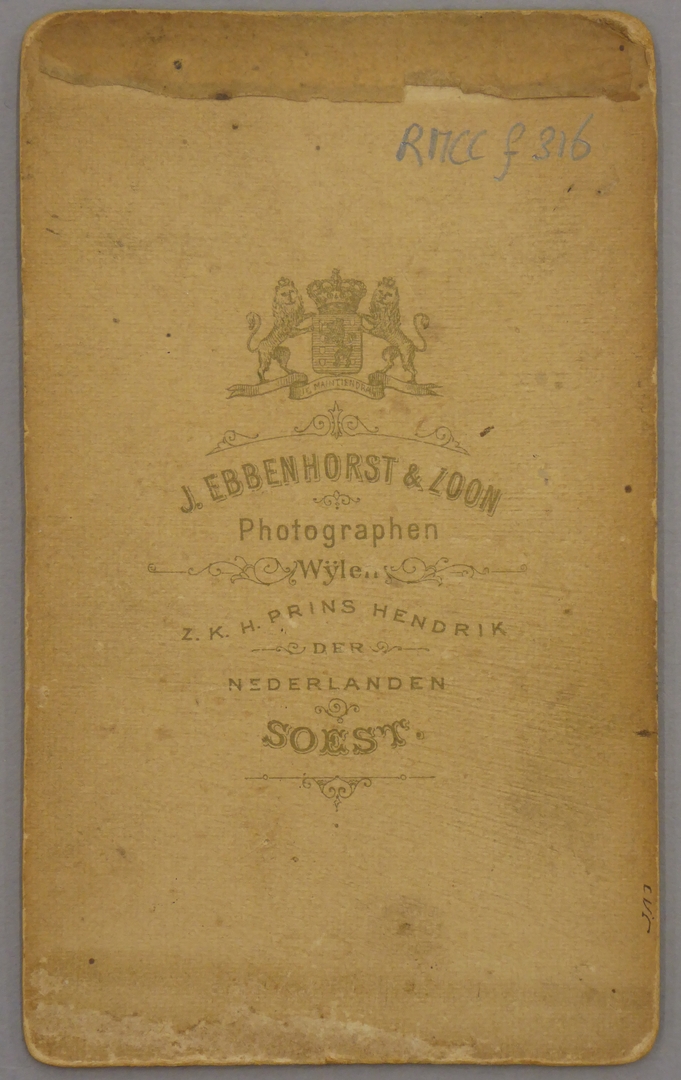 RMCC f 316
J. EBBENHORST & ZOON
Photographen
Wÿlen
Z. K. H. PRINS HENDRIK
DER
NEDERLANDEN
SOEST.